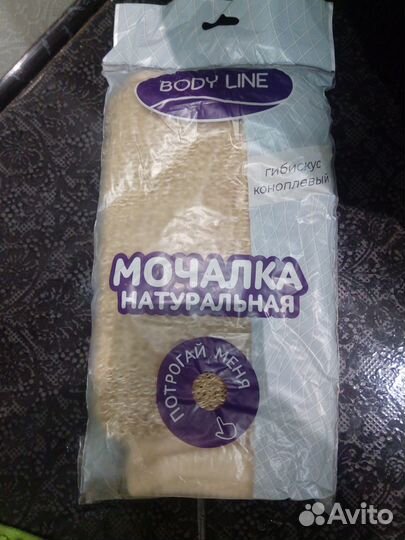 BODY LINE
гибискус
коноплевый
МОЧАЛКА
НАТУРАЛЬНАЯ
ПОТРОГАЙ МЕНЯ
Avito